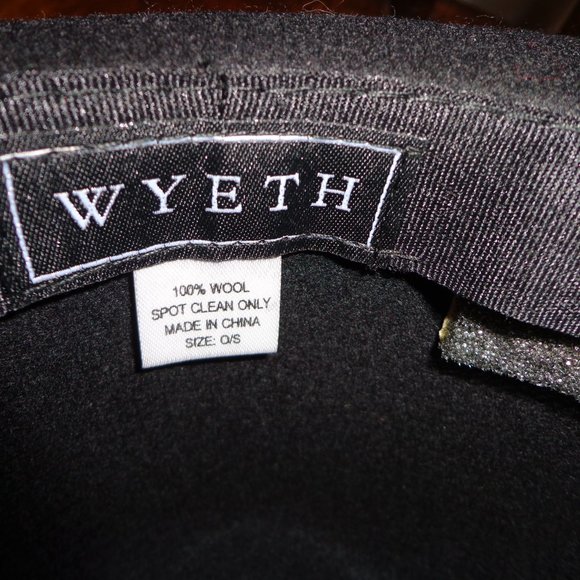 WYETH
100% WOOL
SPOT CLEAN ONLY
MADE IN CHINA
SIZE: O/S